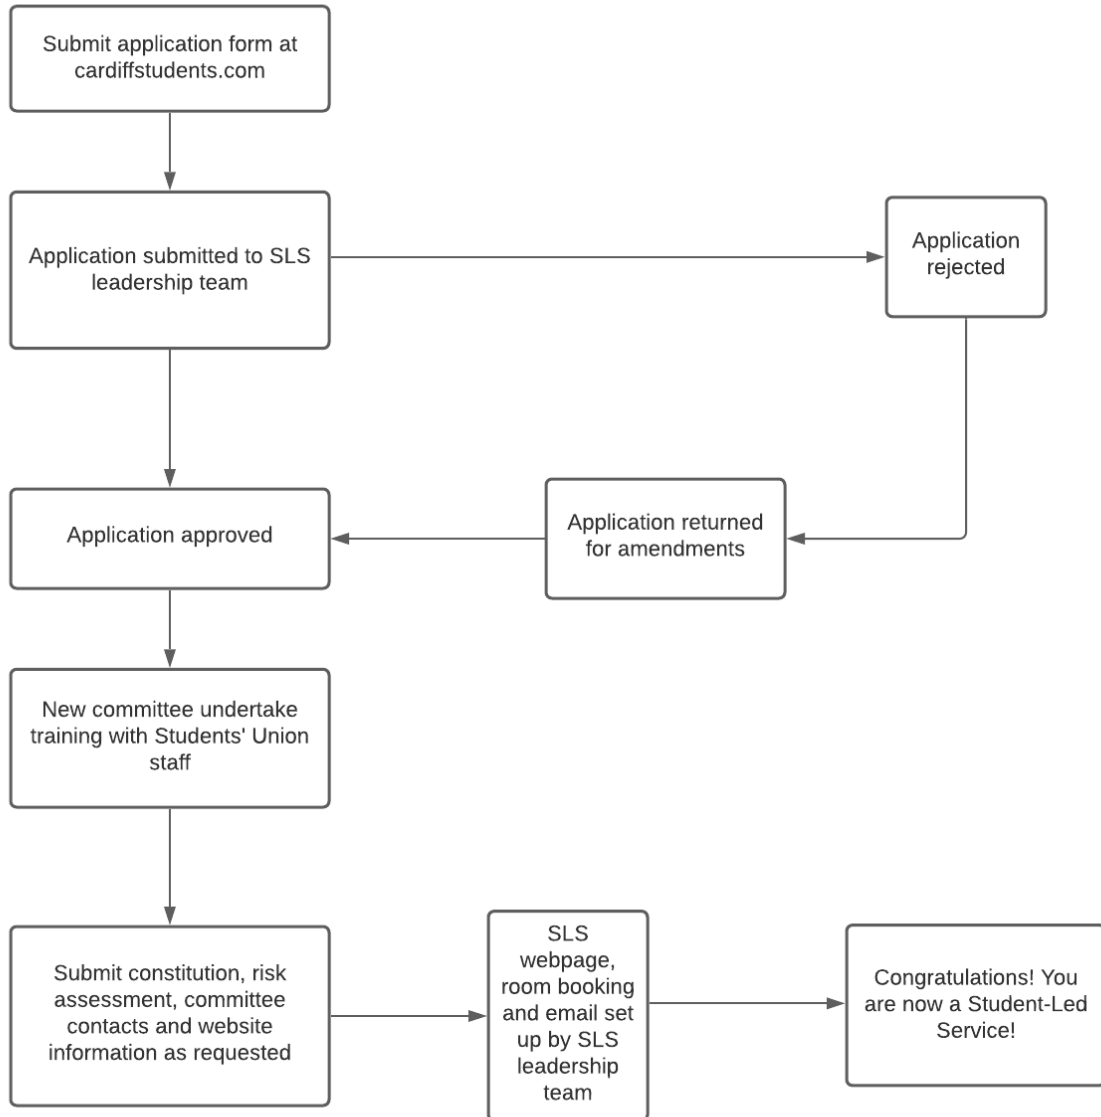 Submit application form at
cardiffstudents.com
Application submitted to SLS
leadership team
Application
rejected
Application approved
Application returned
for amendments
New committee undertake
training with Students' Union
staff
Submit constitution, risk
assessment, committee
contacts and website
information as requested
SLS
webpage,
room booking
and email set
up by SLS
leadership
team
Congratulations! You
are now a Student-Led
Service!